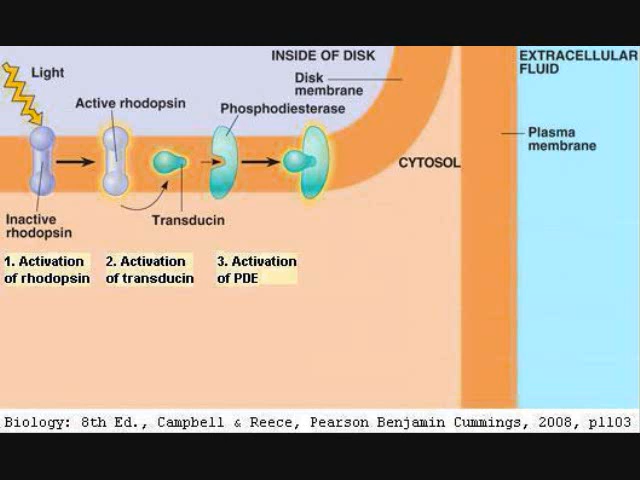 INSIDE OF DISK
EXTRACELLULAR
FLUID
Light
Disk
membrane
Active rhodopsin
Phosphodiesterase
Plasma
membrane
CYTOSOL
Inactive
rhodopsin
Transducin
1. Activation
of rhodopsin
2. Activation
of transducin
3. Activation
of PDE
Biology: 8th Ed., Campbell & Reece, Pearson Benjamin Cummings, 2008, p1103